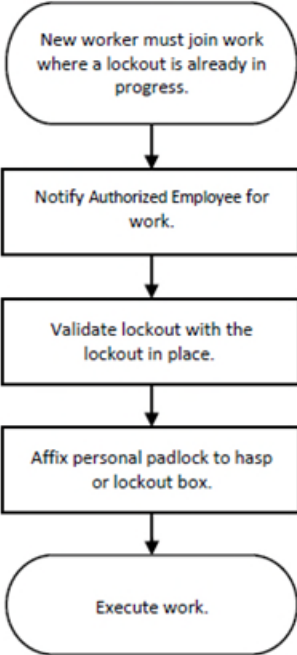 New worker must join work
where a lockout is already in
progress.
Notify Authorized Employee for
work.
Validate lockout with the
lockout in place.
Affix personal padlock to hasp
or lockout box.
Execute work.